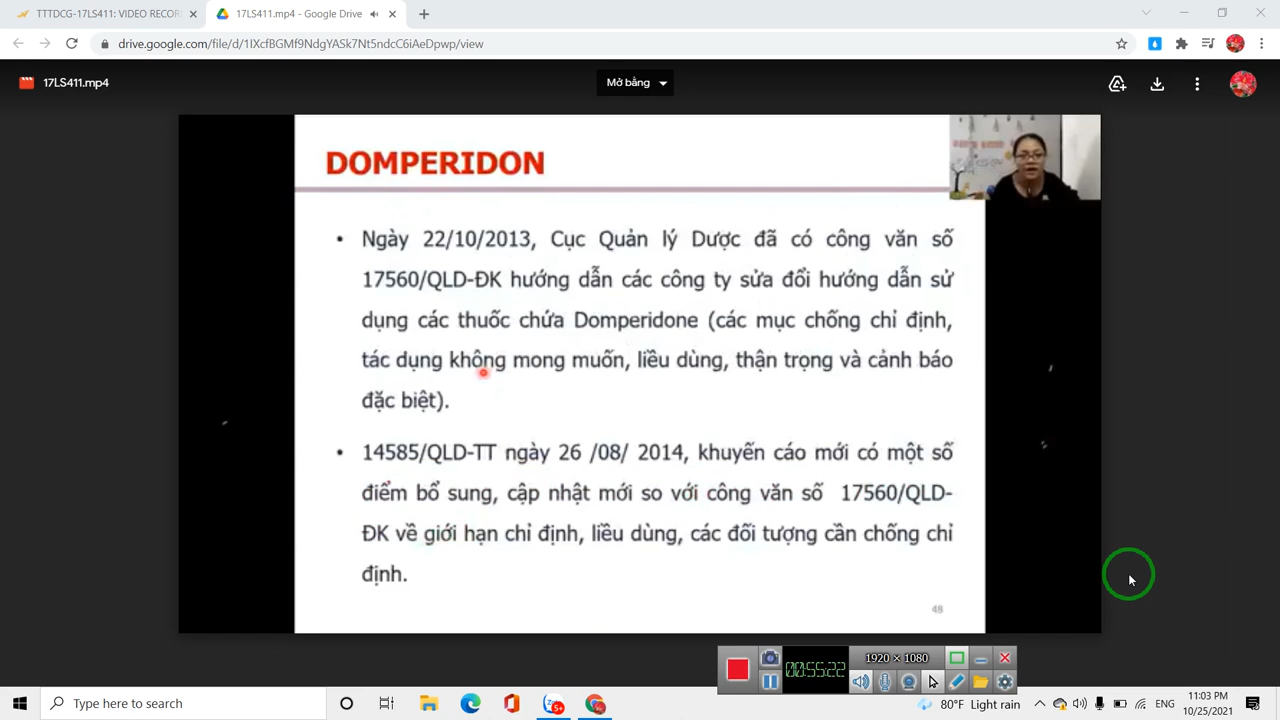 TTTDCG-17LS411: VIDEO RECOR
17LS411.mp4 - Google Drive
drive.google.com/file/d/1IXcfBGMf9NdgYASk7Nt5ndcC6iAeDpwp/view
17LS411.mp4
Mở bằng
DOMPERIDON
• Ngày 22/10/2013, Cục Quản lý Dược đã có công văn số
17560/QLD-ĐK hướng dẫn các công ty sửa đổi hướng dẫn sử
dụng các thuốc chứa Domperidone (các mục chống chỉ định,
tác dụng không mong muốn, liều dùng, thận trọng và cảnh báo
đặc biệt).
• 14585/QLD-TT ngày 26 /08/ 2014, khuyến cáo mới có một số
điểm bổ sung, cập nhật mới so với công văn số 17560/QLD-
ĐK về giới hạn chỉ định, liều dùng, các đối tượng cần chống chỉ
định.
48
00:55:22
1920 × 1080
Type here to search
5+
80°F Light rain
ENG
11:03 PM
10/25/2021